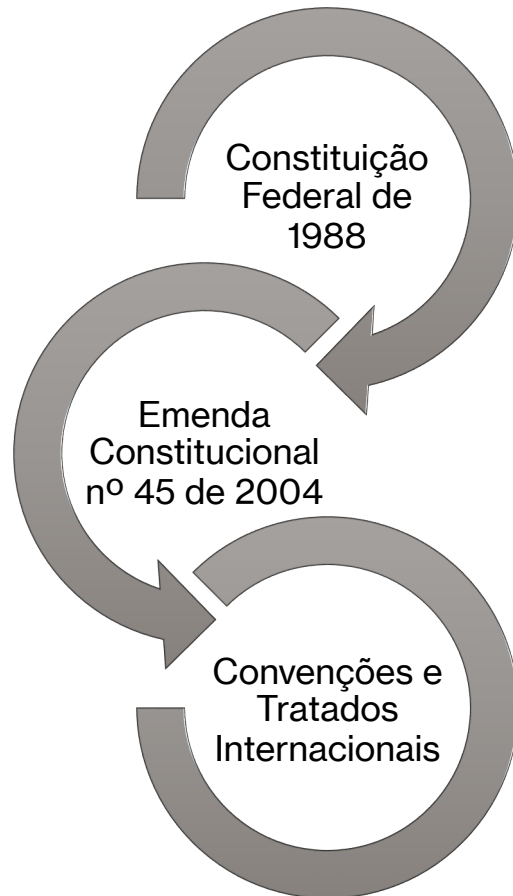 Constituição
Federal de
1988
Emenda
Constitucional
nº 45 de 2004
Convenções e
Tratados
Internacionais